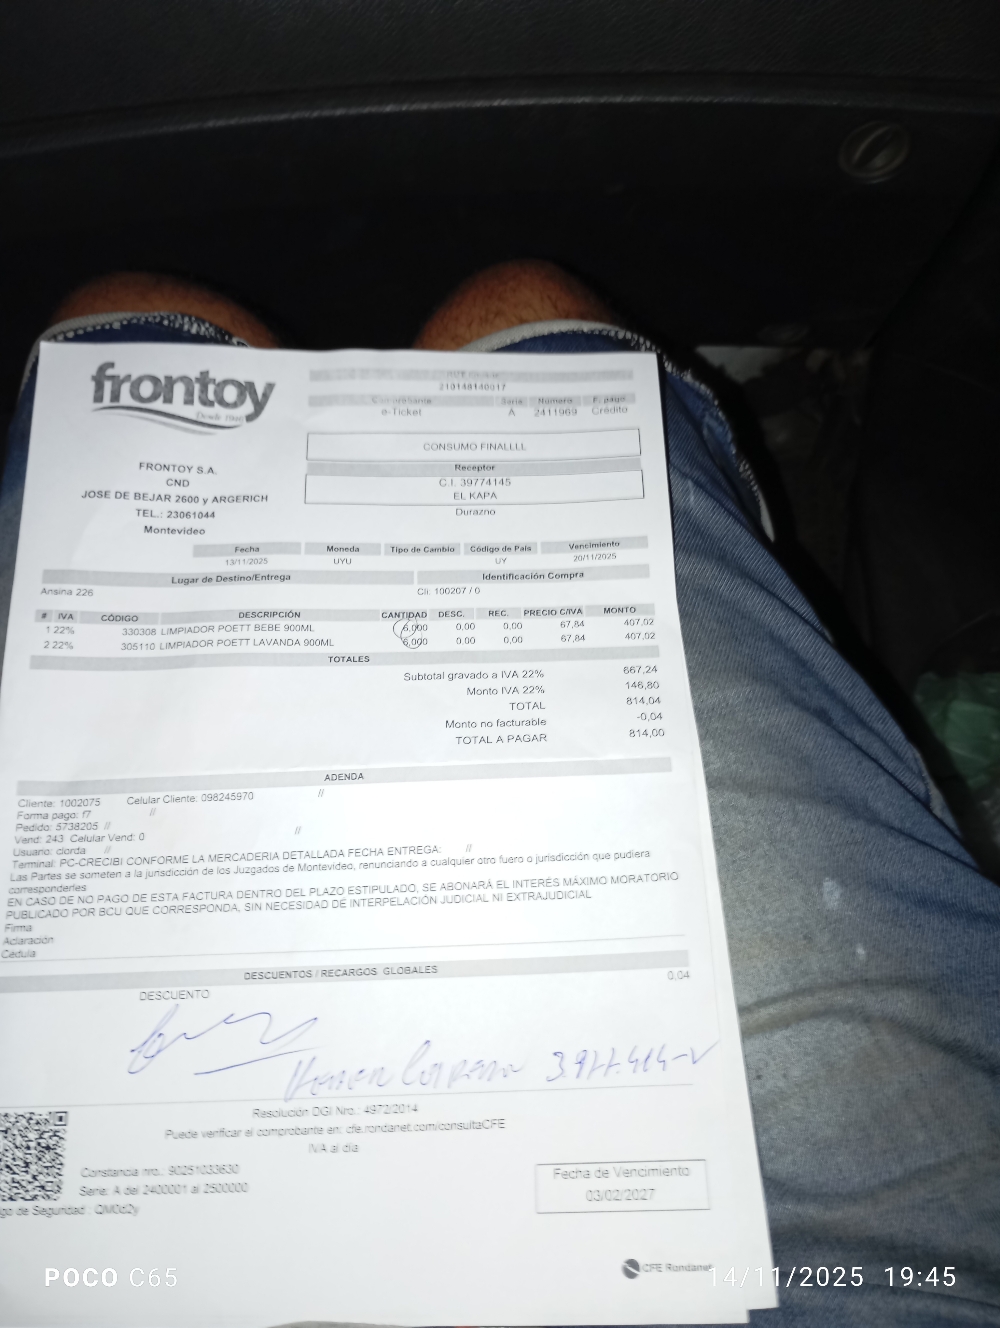 frontoy
Desde 1946
210148140017
Comprobante Serie Número F. pago
e-Ticket A 2411969 Crédito
CONSUMO FINALLLL
Receptor
C.I. 39774145
EL KAPA
Durazno
FRONTOY S.A.
CND
JOSE DE BEJAR 2600 y ARGERICH
TEL.: 23061044
Montevideo
Fecha Moneda Tipo de Cambio Código de País Vencimiento
13/11/2025 UYU UY 20/11/2025
Lugar de Destino/Entrega Identificación Compra
Ansina 226 Cli: 100207 / 0
# IVA CÓDIGO DESCRIPCIÓN CANTIDAD DESC. REC. PRECIO C/IVA MONTO
1 22% 330308 LIMPIADOR POETT BEBE 900ML 6,000 0,00 0,00 67,84 407,02
2 22% 305110 LIMPIADOR POETT LAVANDA 900ML 6,000 0,00 0,00 67,84 407,02
TOTALES
Subtotal gravado a IVA 22% 667,24
Monto IVA 22% 146,80
TOTAL 814,04
Monto no facturable -0,04
TOTAL A PAGAR 814,00
ADENDA
Cliente: 1002075 Celular Cliente: 098245970 //
Forma pago: f7 //
Pedido: 5738205 //
Vend: 243 Celular Vend: 0 //
Usuario: clorda //
Terminal: PC-CRECIBI CONFORME LA MERCADERIA DETALLADA FECHA ENTREGA: //
Las Partes se someten a la jurisdicción de los Juzgados de Montevideo, renunciando a cualquier otro fuero o jurisdicción que pudiera
corresponderles
EN CASO DE NO PAGO DE ESTA FACTURA DENTRO DEL PLAZO ESTIPULADO, SE ABONARÁ EL INTERÉS MÁXIMO MORATORIO
PUBLICADO POR BCU QUE CORRESPONDA, SIN NECESIDAD DE INTERPELACIÓN JUDICIAL NI EXTRAJUDICIAL
Firma
Aclaración
Cedula
DESCUENTOS / RECARGOS GLOBALES
DESCUENTO 0,04
Resolución DGI Nro.: 4972/2014
Puede verificar el comprobante en: cfe.rondanet.com/consultaCFE
IVA al día
Constancia nro.: 90251033630
Serie: A del 2400001 al 2500000
go de Seguridad : QM0d2y
Fecha de Vencimiento
03/02/2027
CFE Rondanet
POCO C65
14/11/2025 19:45